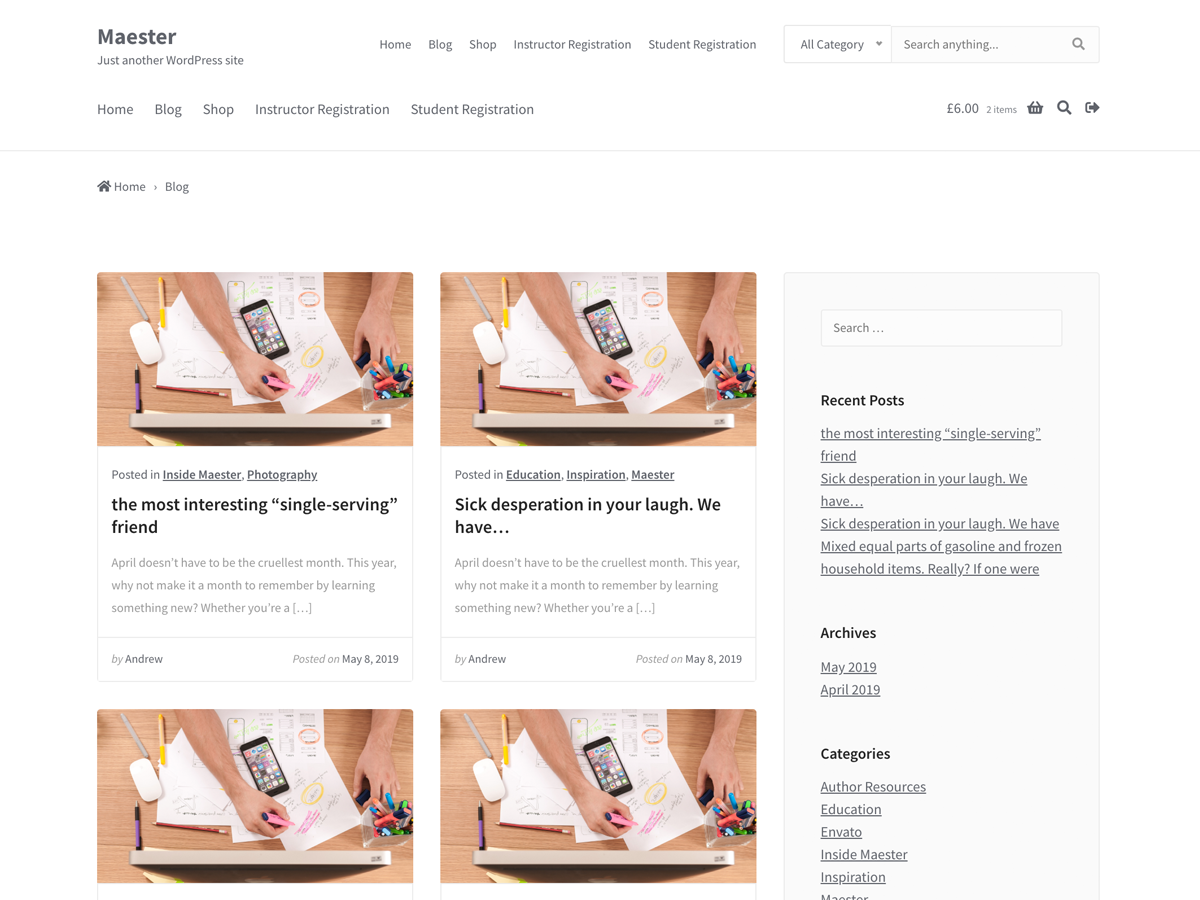 Maester
Just another WordPress site
Home Blog Shop Instructor Registration Student Registration
All Category
Search anything...
Home Blog Shop Instructor Registration Student Registration
£6.00 2 items
Home › Blog
Posted in Inside Maester, Photography
the most interesting “single-serving”
friend
April doesn’t have to be the cruellest month. This year,
why not make it a month to remember by learning
something new? Whether you’re a […]
by Andrew Posted on May 8, 2019
Posted in Education, Inspiration, Maester
Sick desperation in your laugh. We
have…
April doesn’t have to be the cruellest month. This year,
why not make it a month to remember by learning
something new? Whether you’re a […]
by Andrew Posted on May 8, 2019
Search …
Recent Posts
the most interesting “single-serving”
friend
Sick desperation in your laugh. We
have…
Sick desperation in your laugh. We have
Mixed equal parts of gasoline and frozen
household items. Really? If one were
Archives
May 2019
April 2019
Categories
Author Resources
Education
Envato
Inside Maester
Inspiration
Maester